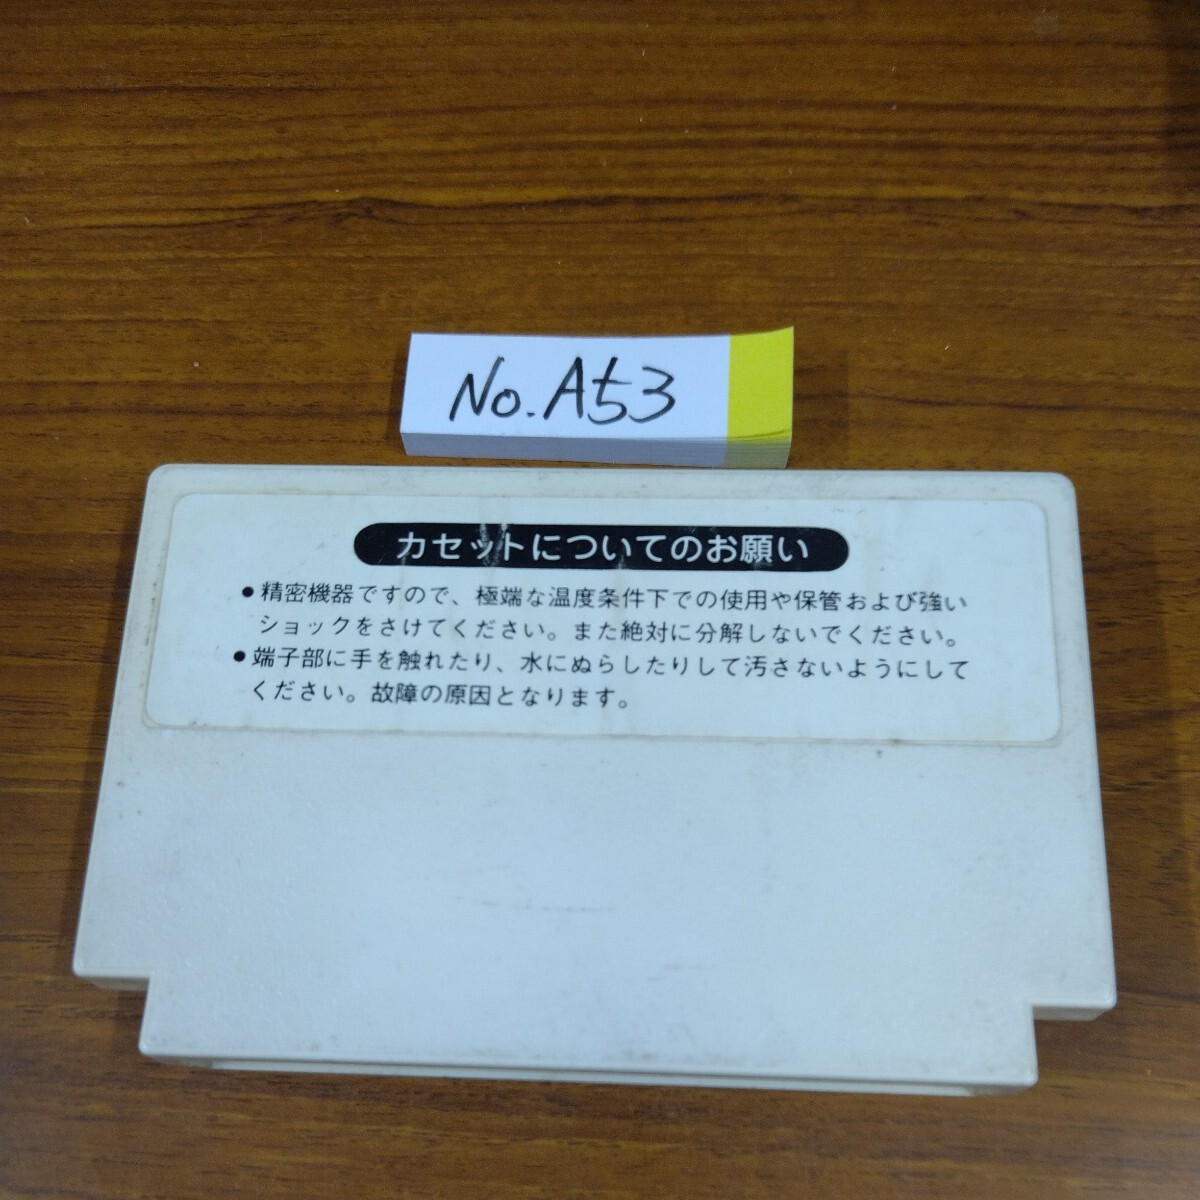 No.A53
カセットについてのお願い
●精密機器ですので、極端な温度条件下での使用や保管および強い
ショックをさけてください。また絶対に分解しないでください。
●端子部に手を触れたり、水にぬらしたりして汚さないようにして
ください。故障の原因となります。